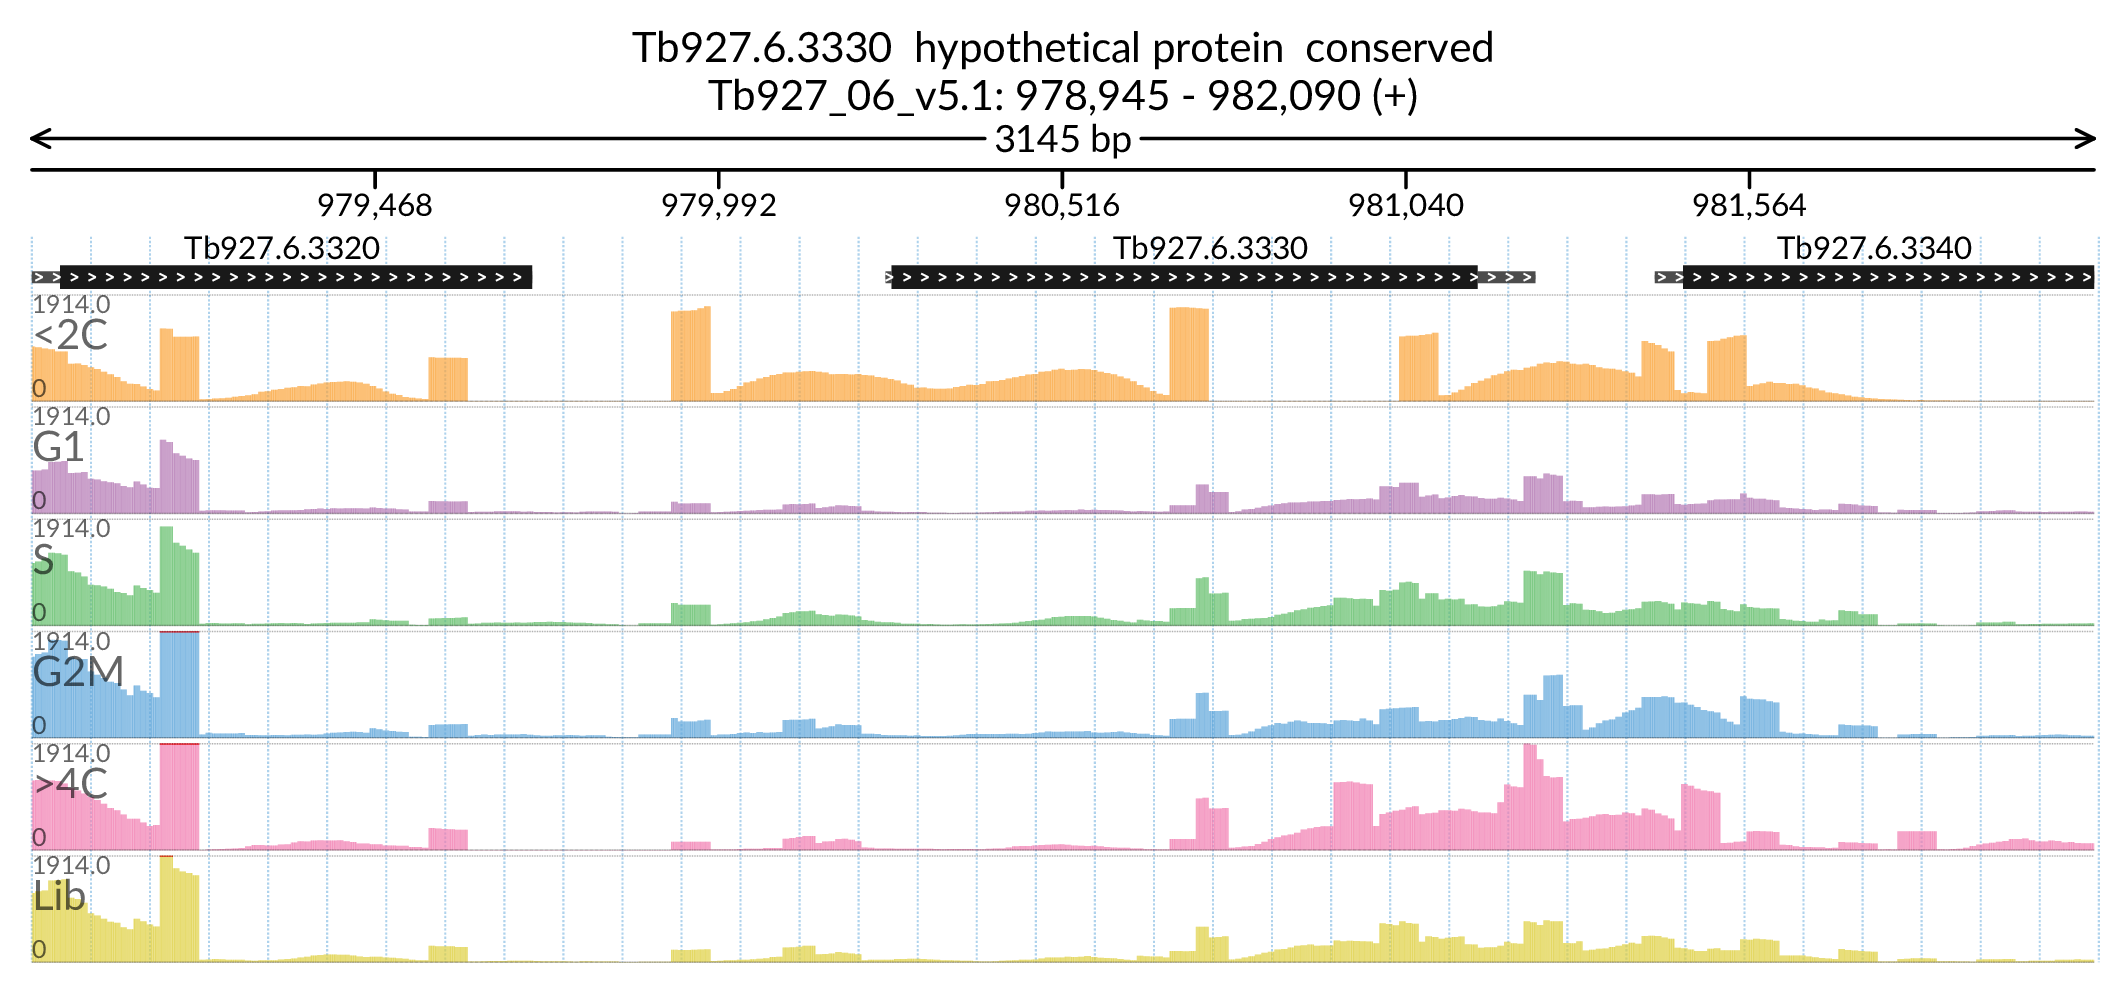 Tb927.6.3330 hypothetical protein conserved
Tb927_06_v5.1: 978,945 - 982,090 (+)
3145 bp
979,468 979,992 980,516 981,040 981,564
Tb927.6.3320 Tb927.6.3330 Tb927.6.3340
1914.0
<2C
0
1914.0
G1
0
1914.0
S
0
1914.0
G2M
0
1914.0
>4C
0
1914.0
Lib
0